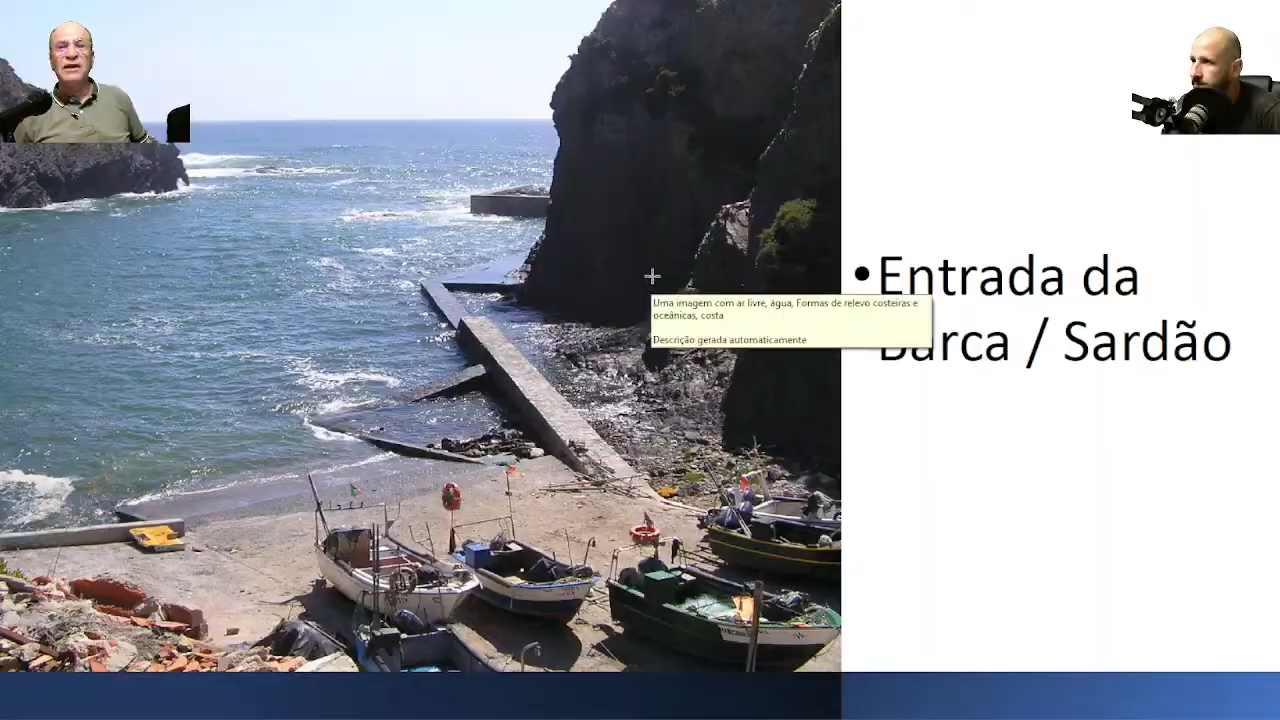 •Entrada da
Barca / Sardão
Uma imagem com ar livre, água, Formas de relevo costeiras e
oceânicas, costa
Descrição gerada automaticamente